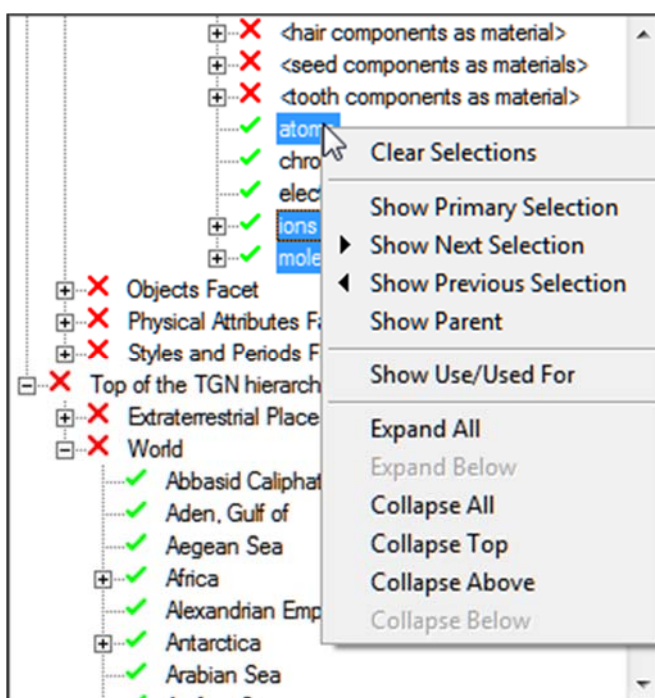 <hair components as material>
<seed components as materials>
<tooth components as material>
atoms
chro
elec
ions
mole
Objects Facet
Physical Attributes Fa
Styles and Periods F
Top of the TGN hierarch
Extraterrestrial Place
World
Abbasid Caliphat
Aden, Gulf of
Aegean Sea
Africa
Alexandrian Emp
Antarctica
Arabian Sea
Clear Selections
Show Primary Selection
Show Next Selection
Show Previous Selection
Show Parent
Show Use/Used For
Expand All
Expand Below
Collapse All
Collapse Top
Collapse Above
Collapse Below